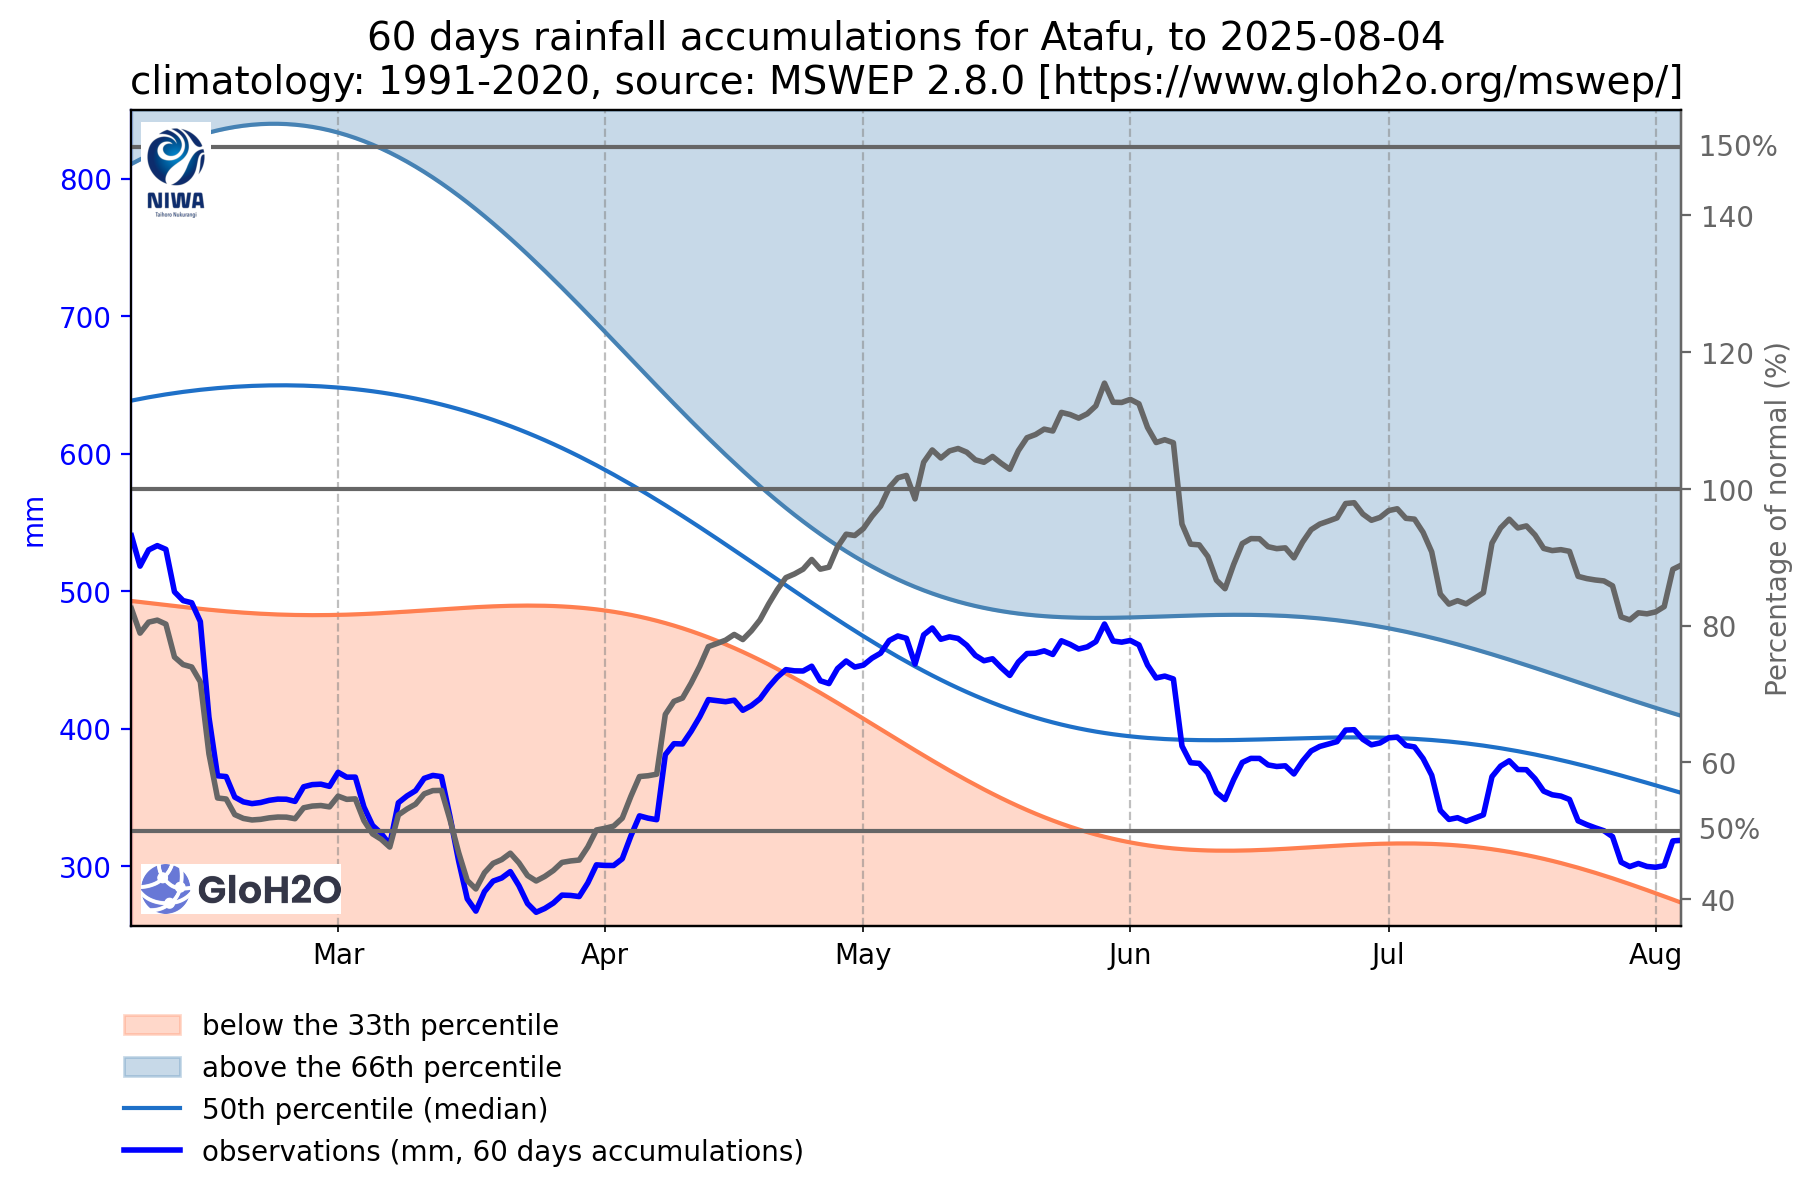 60 days rainfall accumulations for Atafu, to 2025-08-04
climatology: 1991-2020, source: MSWEP 2.8.0 [https://www.gloh2o.org/mswep/]
NIWA
Taihoro Nukurangi
GloH2O
800
700
600
500
400
300
mm
150%
140
120
100
80
60
50%
40
Percentage of normal (%)
Mar
Apr
May
Jun
Jul
Aug
below the 33th percentile
above the 66th percentile
50th percentile (median)
observations (mm, 60 days accumulations)